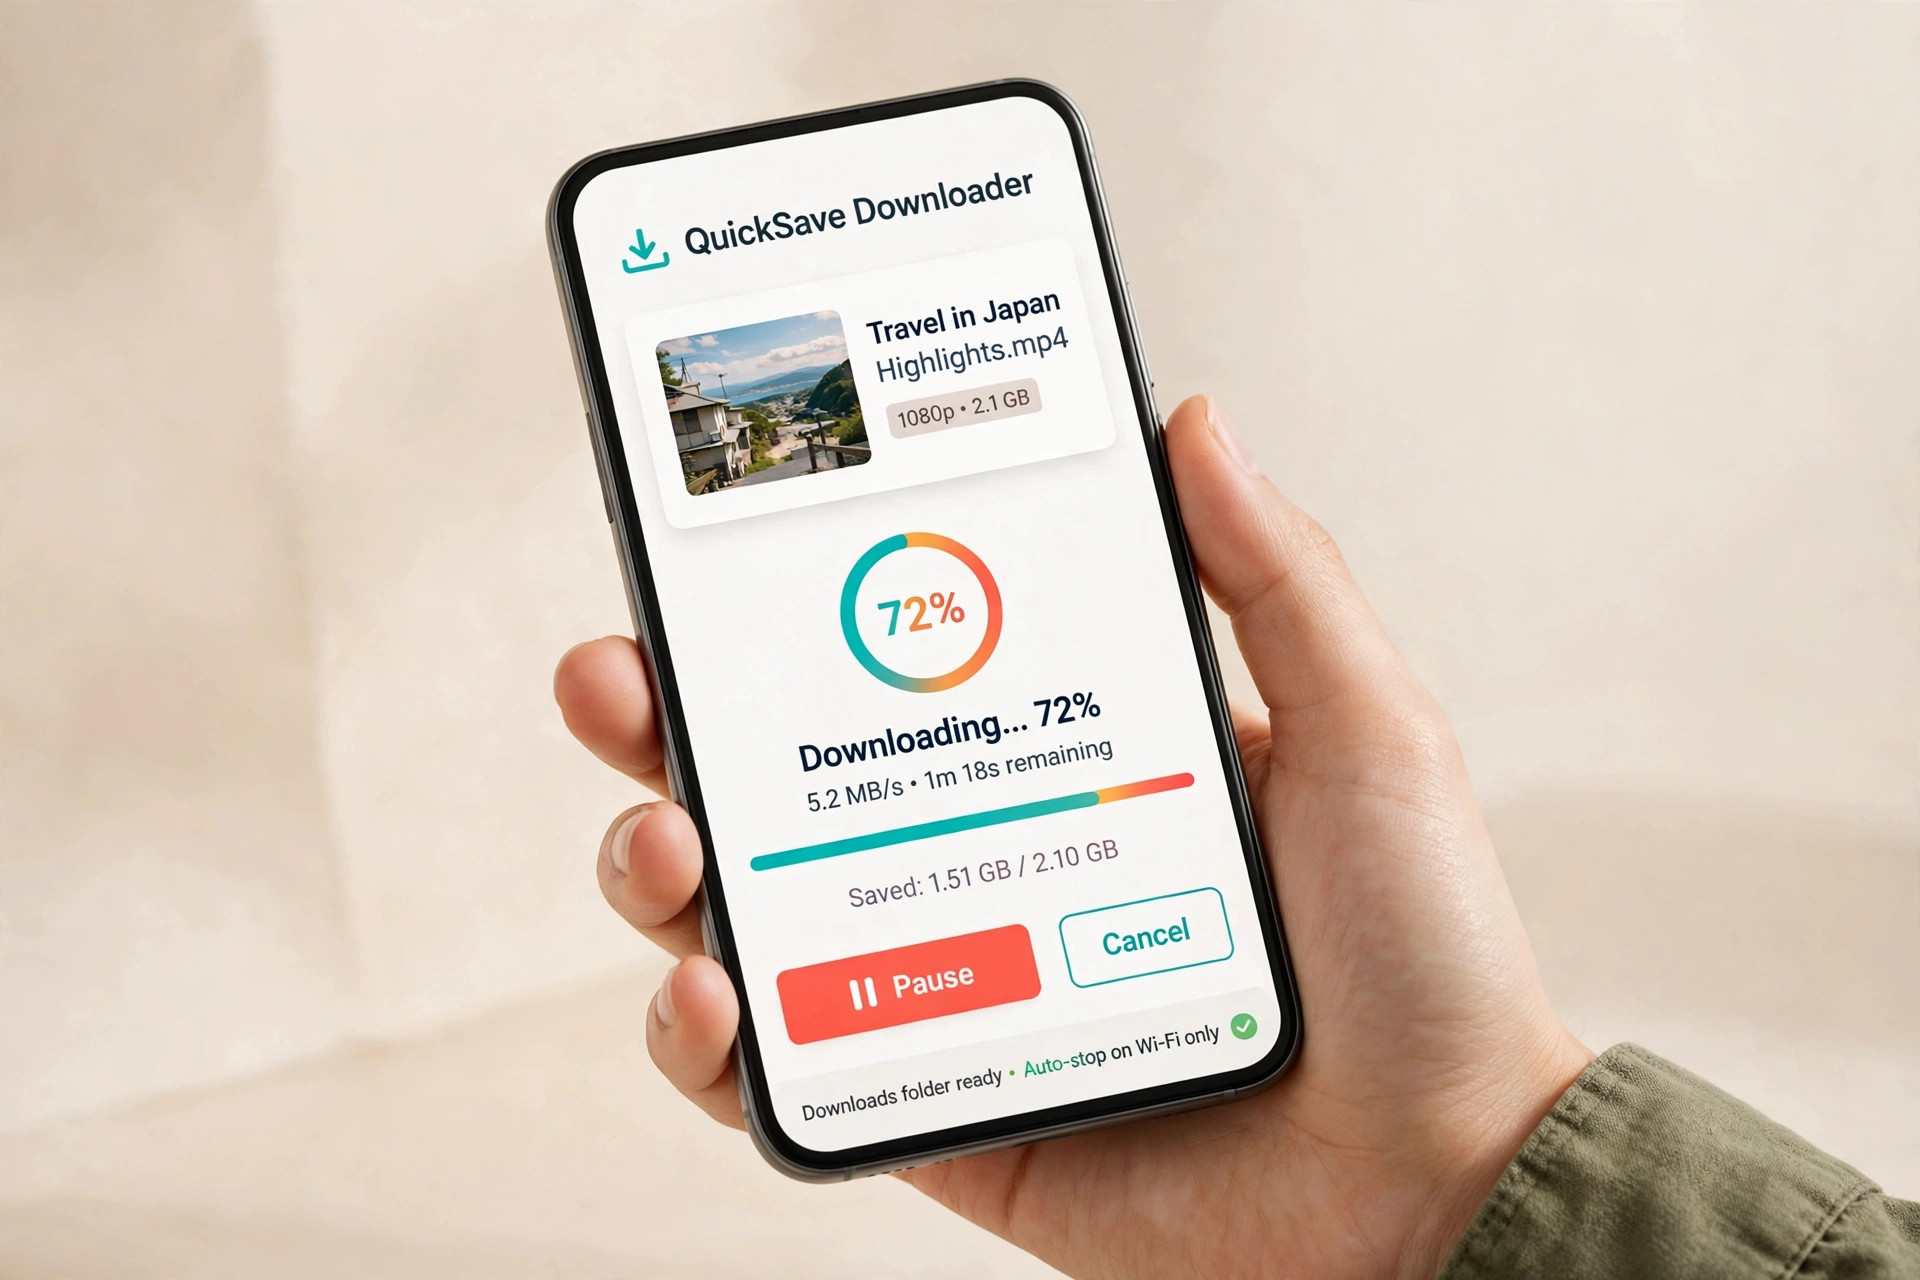 QuickSave Downloader
Travel in Japan
Highlights.mp4
1080p • 2.1 GB
72%
Downloading... 72%
5.2 MB/s • 1m 18s remaining
Saved: 1.51 GB / 2.10 GB
Pause
Cancel
Downloads folder ready • Auto-stop on Wi-Fi only